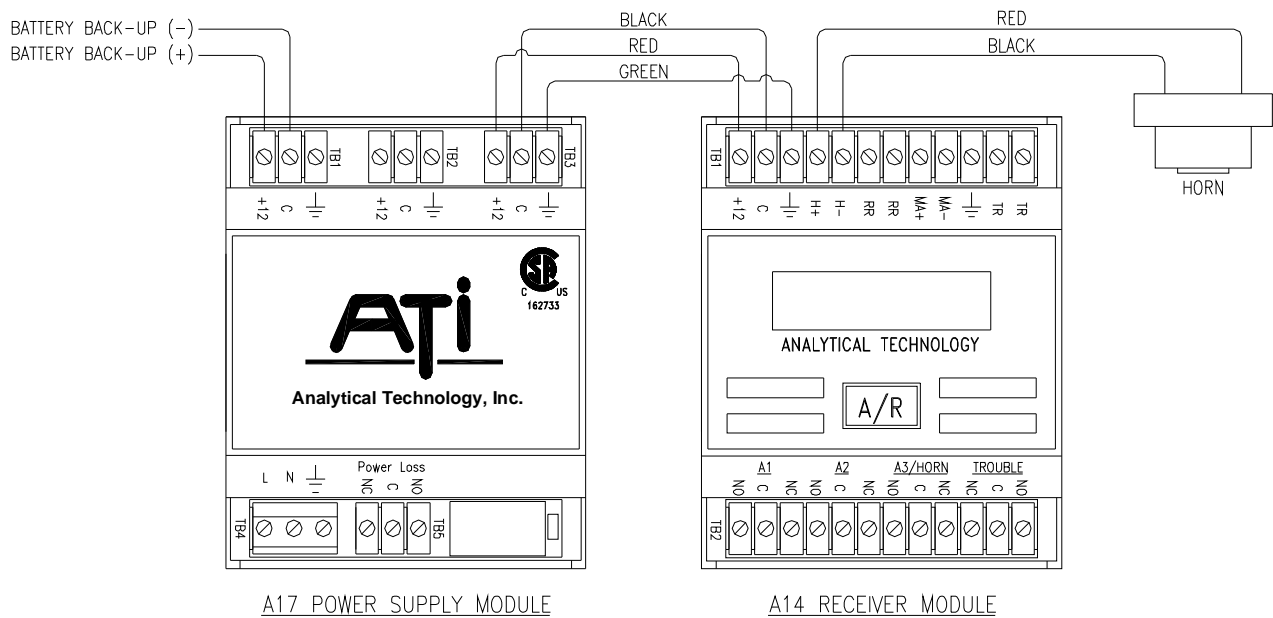 BATTERY BACK-UP (-)
BATTERY BACK-UP (+)
BLACK
RED
GREEN
RED
BLACK
HORN
TB1
TB2
TB3
+12 C +12 C +12 C
ATi
Analytical Technology, Inc.
CSA
C US
162733
L N
Power Loss
NC C NO
TB4
TB5
A17 POWER SUPPLY MODULE
TB1
+12 C H+ H- RR RR MA+ MA- TR TR
ANALYTICAL TECHNOLOGY
A/R
A1 A2 A3/HORN TROUBLE
NO C NC NO C NC NO C NC NC C NO
TB2
A14 RECEIVER MODULE